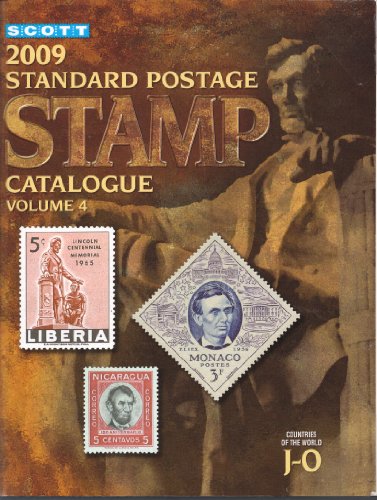 SCOTT
2009
STANDARD POSTAGE
STAMP
CATALOGUE
VOLUME 4
5¢
LINCOLN
CENTENNIAL
MEMORIAL
1965
LIBERIA
MONACO
POSTES
3F
NICARAGUA
CORREO
CORREO
5 CENTAVOS 5
COUNTRIES
OF THE WORLD
J-O